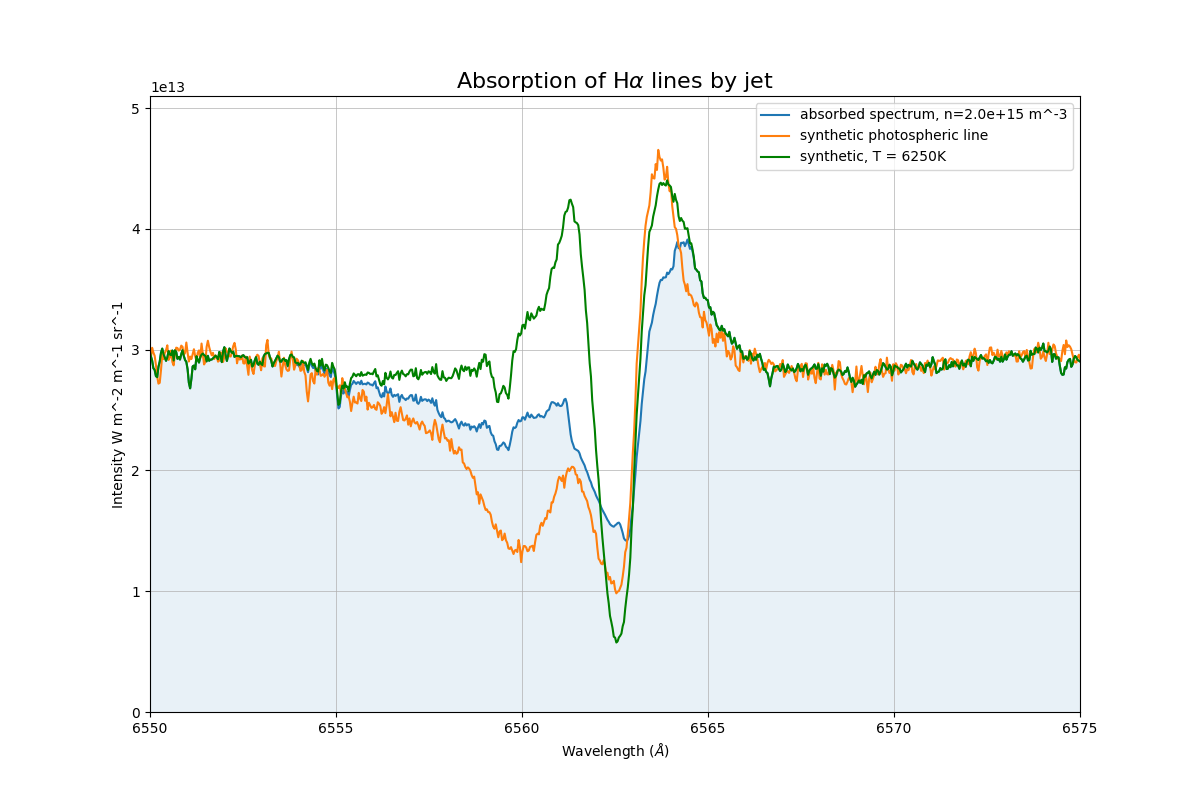 Absorption of Hα lines by jet
1e13
absorbed spectrum, n=2.0e+15 m^-3
synthetic photospheric line
synthetic, T = 6250K
5
4
3
2
1
0
Intensity W m^-2 m^-1 sr^-1
6550 6555 6560 6565 6570 6575
Wavelength (Å)